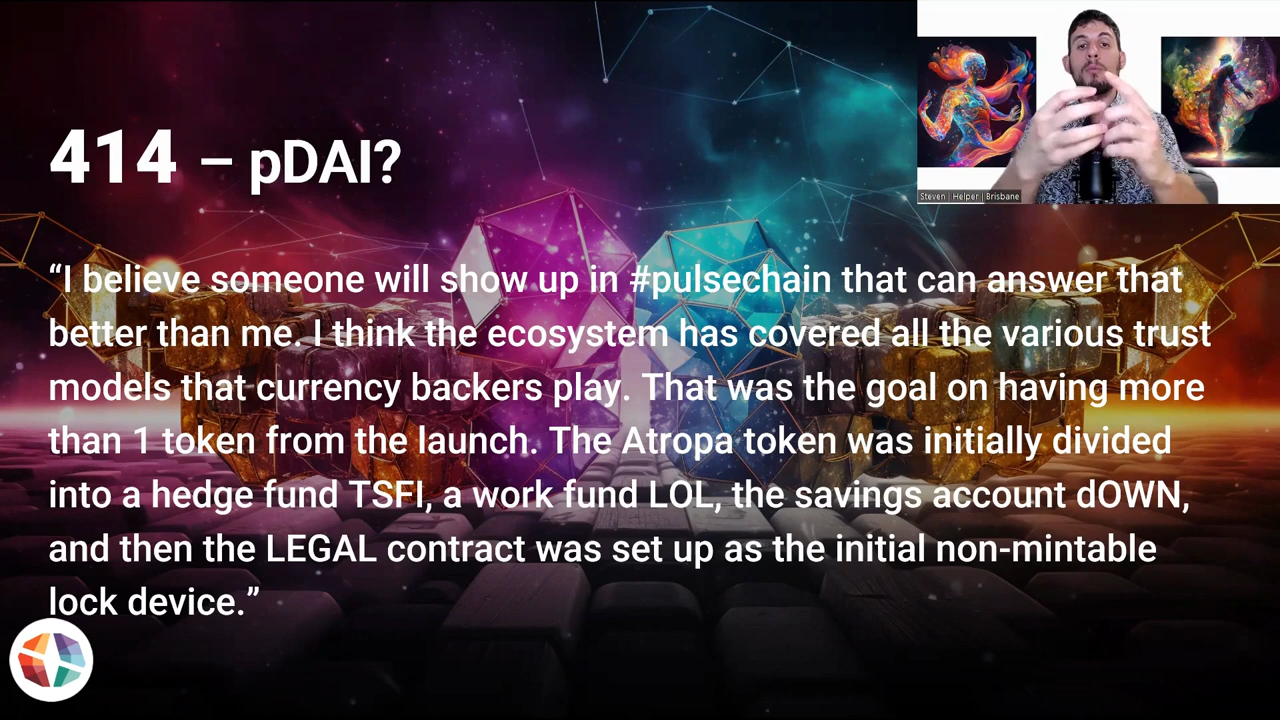 414 – pDAI?
Steven | Helper | Brisbane
“I believe someone will show up in #pulsechain that can answer that
better than me. I think the ecosystem has covered all the various trust
models that currency backers play. That was the goal on having more
than 1 token from the launch. The Atropa token was initially divided
into a hedge fund TSFI, a work fund LOL, the savings account dOWN,
and then the LEGAL contract was set up as the initial non-mintable
lock device.”